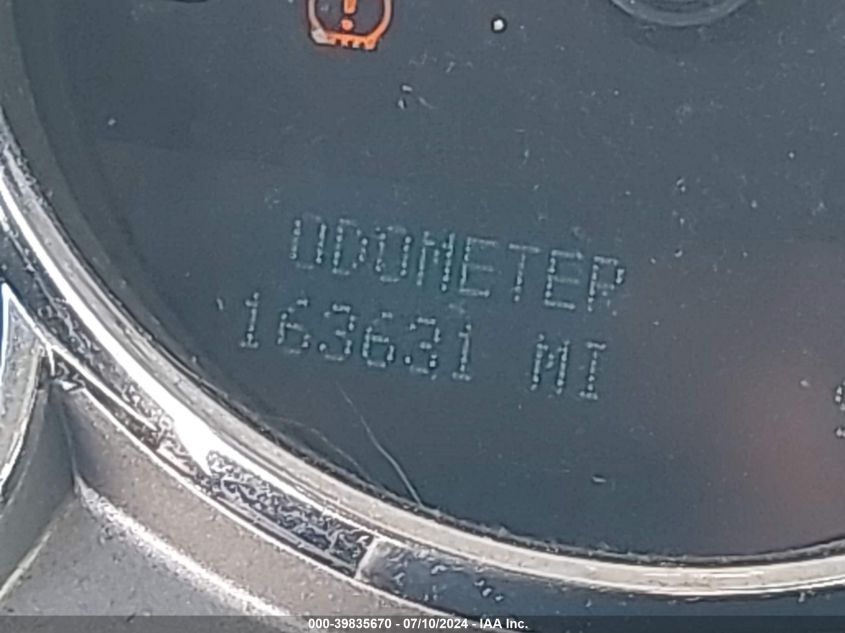 ODOMETER
163631 MI
000-39835670 - 07/10/2024 - IAA Inc.